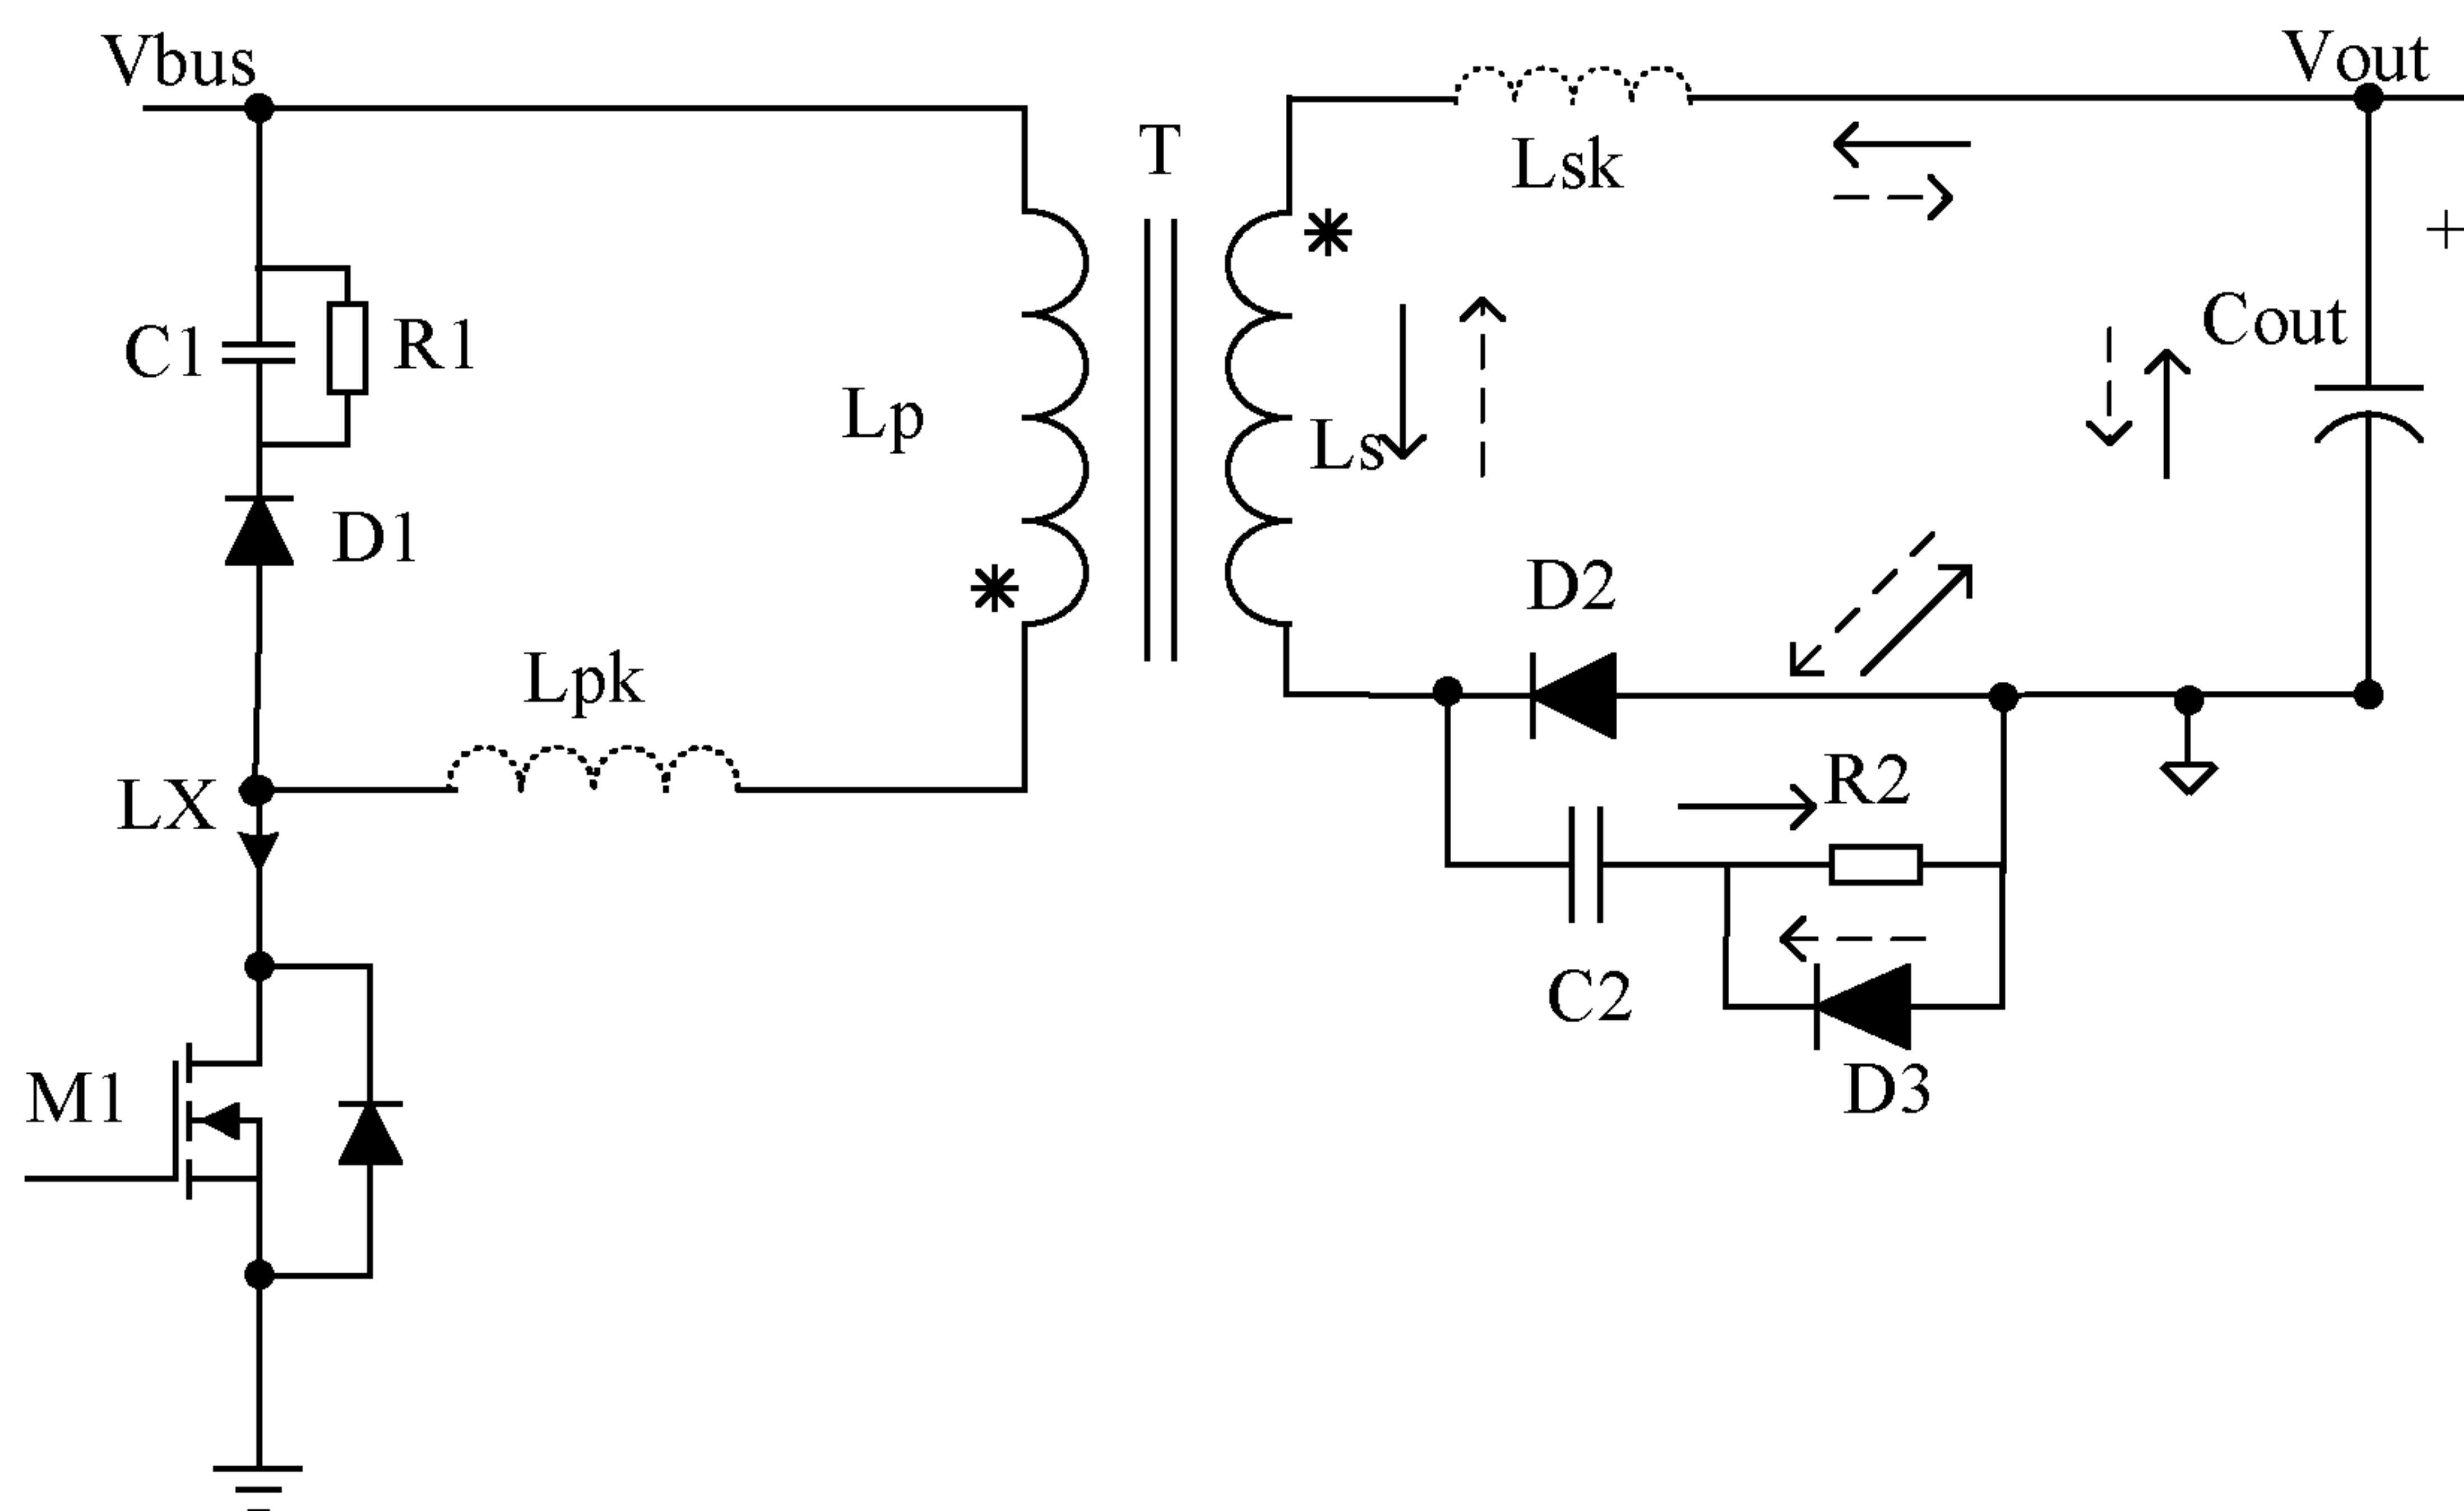 Vbus
Vout
T
Lsk
+
C1
R1
Cout
Lp
Ls
D1
D2
Lpk
LX
R2
C2
M1
D3